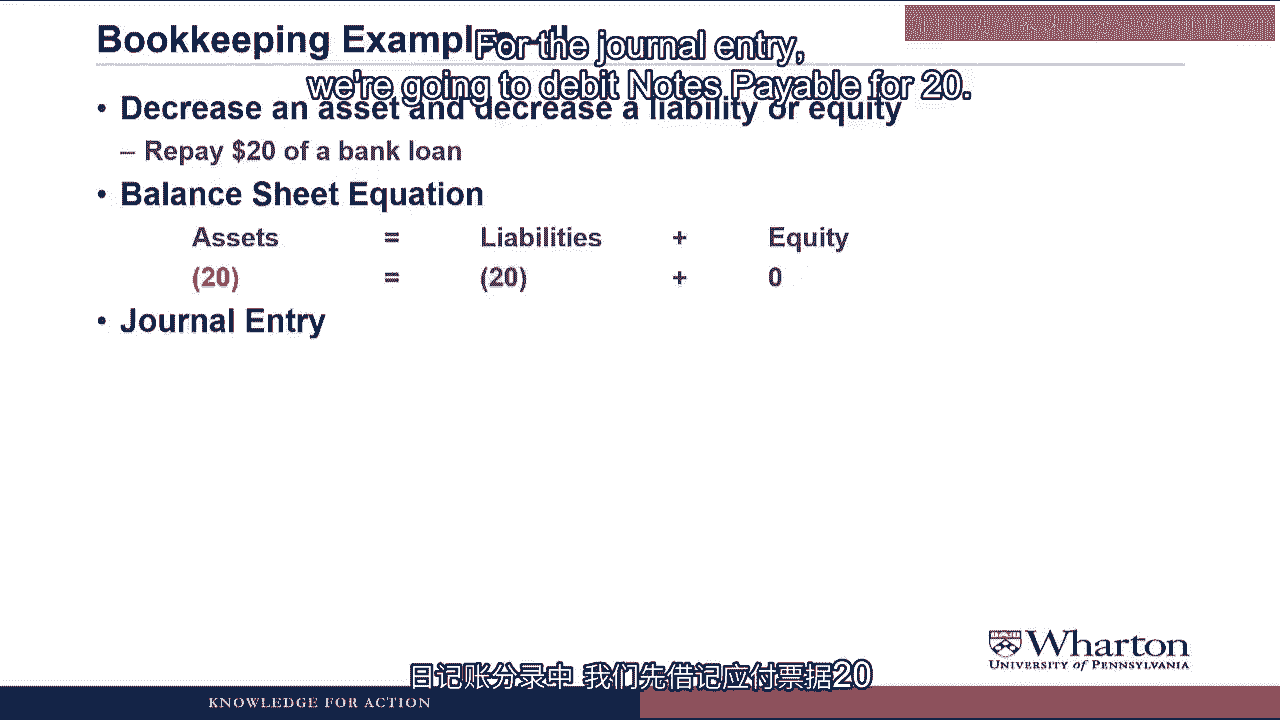 Bookkeeping Example
For the journal entry,
we're going to debit Notes Payable for 20.
• Decrease an asset and decrease a liability or equity
– Repay $20 of a bank loan
• Balance Sheet Equation
Assets = Liabilities + Equity
(20) = (20) + 0
• Journal Entry
Wharton
UNIVERSITY of PENNSYLVANIA
日记账分录中 我们先借记应付票据20
KNOWLEDGE FOR ACTION